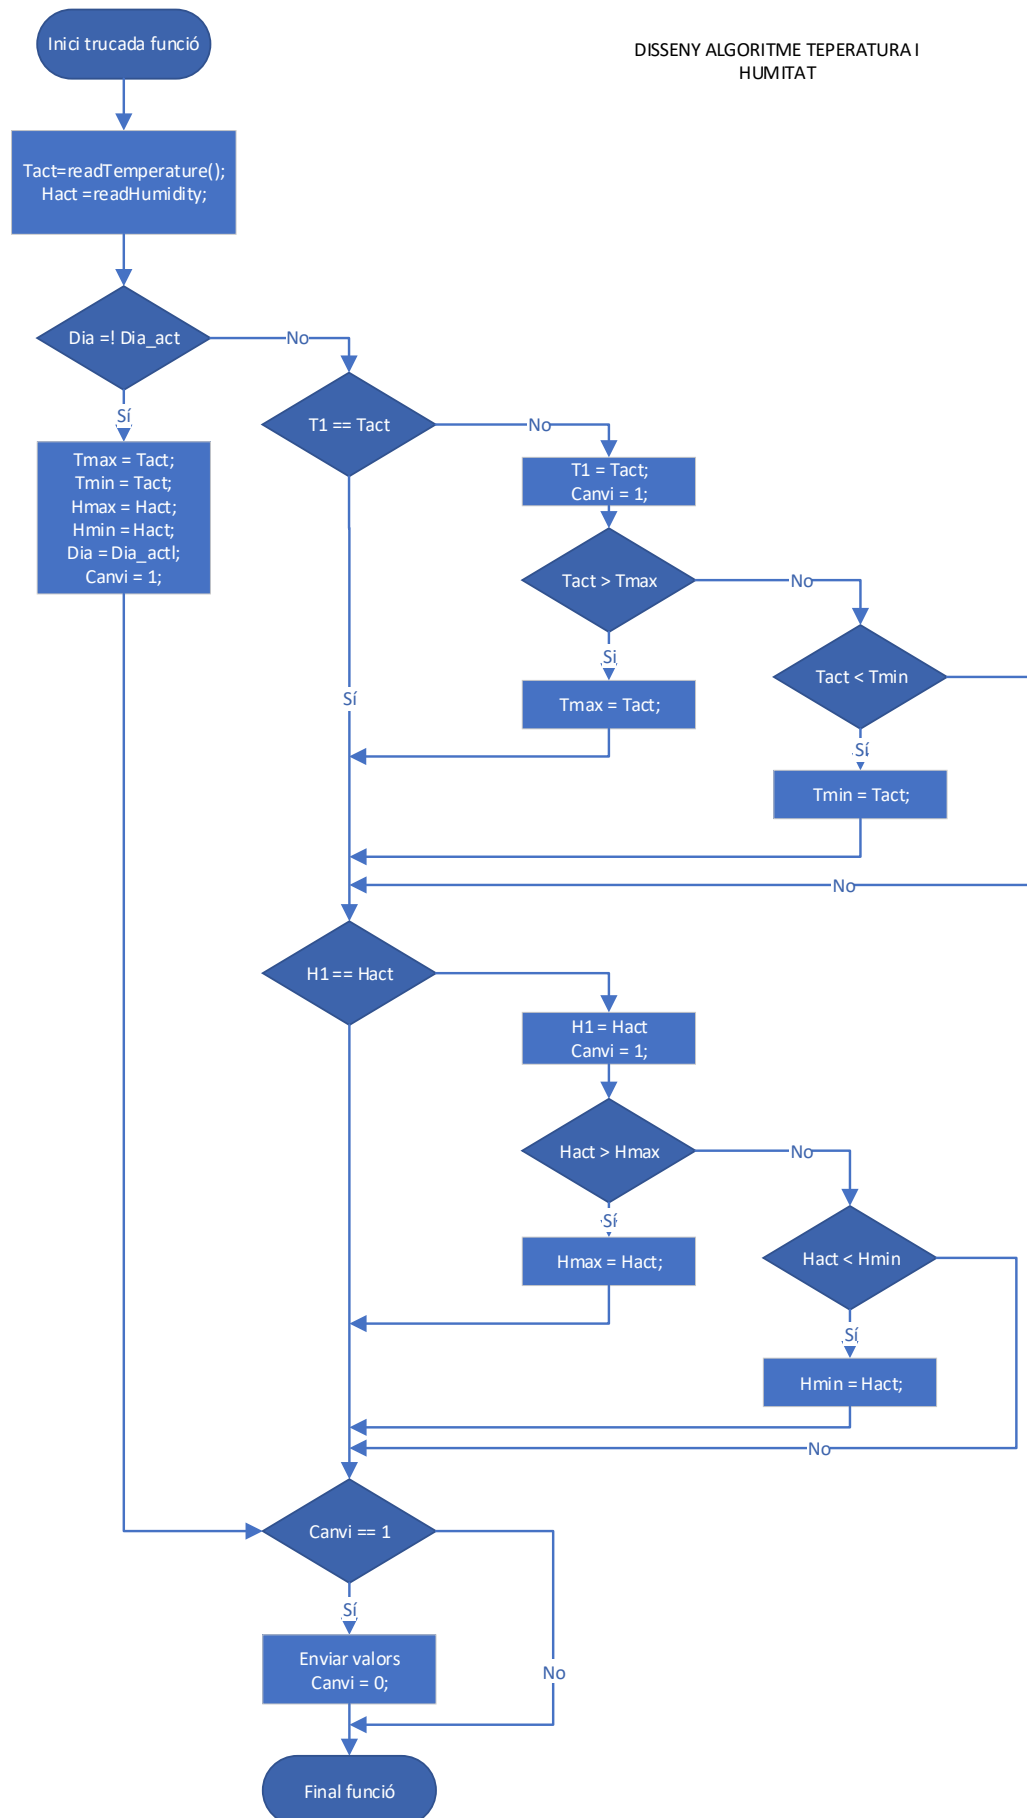 Inici trucada funció
DISSENY ALGORITME TEPERATURA I
HUMITAT
Tact=readTemperature();
Hact =readHumidity;
Dia =! Dia_act
No
Sí
T1 == Tact
No
Tmax = Tact;
Tmin = Tact;
Hmax = Hact;
Hmin = Hact;
Dia = Dia_actl;
Canvi = 1;
T1 = Tact;
Canvi = 1;
Tact > Tmax
No
Si
Tact < Tmin
Sí
Tmax = Tact;
Sí
Tmin = Tact;
No
H1 == Hact
H1 = Hact
Canvi = 1;
Hact > Hmax
No
Sí
Hmax = Hact;
Hact < Hmin
Sí
Hmin = Hact;
No
Canvi == 1
Sí
Enviar valors
Canvi = 0;
No
Final funció